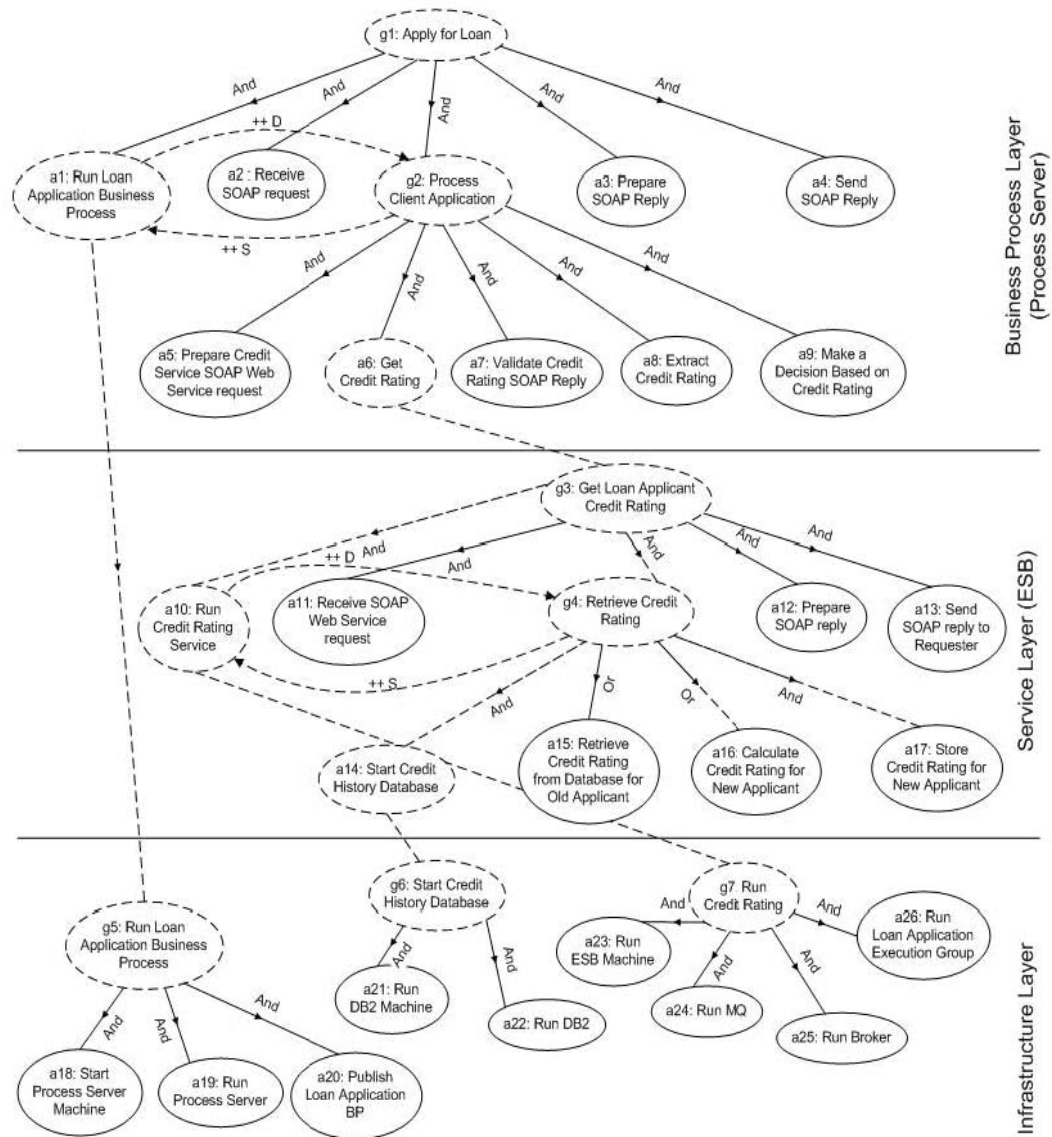 g1: Apply for Loan
And
And
And
And
And
++ D
a1: Run Loan
Application Business
Process
a2: Receive
SOAP request
g2: Process
Client Application
a3: Prepare
SOAP Reply
a4: Send
SOAP Reply
++ S
And
And
And
And
And
a5: Prepare Credit
Service SOAP Web
Service request
a6: Get
Credit Rating
a7: Validate Credit
Rating SOAP Reply
a8: Extract
Credit Rating
a9: Make a
Decision Based on
Credit Rating
Business Process Layer
(Process Server)
g3: Get Loan Applicant
Credit Rating
And
And
And
And
And
++ D
a10: Run
Credit Rating
Service
a11: Receive SOAP
Web Service
request
g4: Retrieve Credit
Rating
a12: Prepare
SOAP reply
a13: Send
SOAP reply to
Requester
++ S
And
Or
Or
And
a14: Start Credit
History Database
a15: Retrieve
Credit Rating
from Database for
Old Applicant
a16: Calculate
Credit Rating for
New Applicant
a17: Store
Credit Rating for
New Applicant
Service Layer (ESB)
g5: Run Loan
Application Business
Process
g6: Start Credit
History Database
g7: Run
Credit Rating
And
And
And
And
And
And
And
And
And
a18: Start
Process Server
Machine
a19: Run
Process Server
a20: Publish
Loan Application
BP
a21: Run
DB2 Machine
a22: Run DB2
a23: Run
ESB Machine
a24: Run MQ
a25: Run Broker
a26: Run
Loan Application
Execution Group
Infrastructure Layer